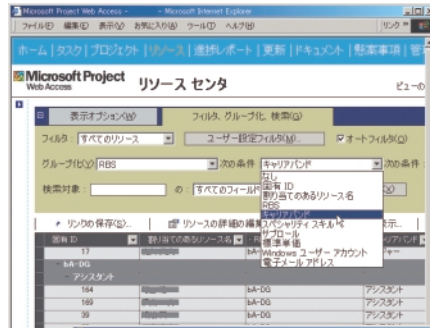 Microsoft Project Web Access - - Microsoft Internet Explorer
ファイル(F) 編集(E) 表示(V) お気に入り(A) ツール(T) ヘルプ(H) リンク
ホーム | タスク | プロジェクト | リソース | 進捗レポート | 更新 | ドキュメント | 懸案事項 | 管
Microsoft Project
Web Access
リソース センタ
ビューの
表示オプション(W) フィルタ、グループ化、検索(G)
フィルタ: すべてのリソース ユーザー設定フィルタ(M)... オートフィルタ(O)
グループ化(Y) RBS 次の条件 キャリアバンド 次の条件
検索対象: の: すべてのフィールド (X)
なし
固有 ID
割り当てのあるリソース名
RBS
キャリアバンド
スペシャリティスキル
サブロール
標準単価
Windows ユーザー アカウント
電子メール アドレス
リンクの保存(S)... リソースの詳細の編集 表示...
固有 ID 割り当てのあるリソース名 キャリアバンド
17 bA-DG
- bA-DG
- アシスタント
164 bA-DG アシスタント
169 bA-DG アシスタント
39 bA-DG アシスタント